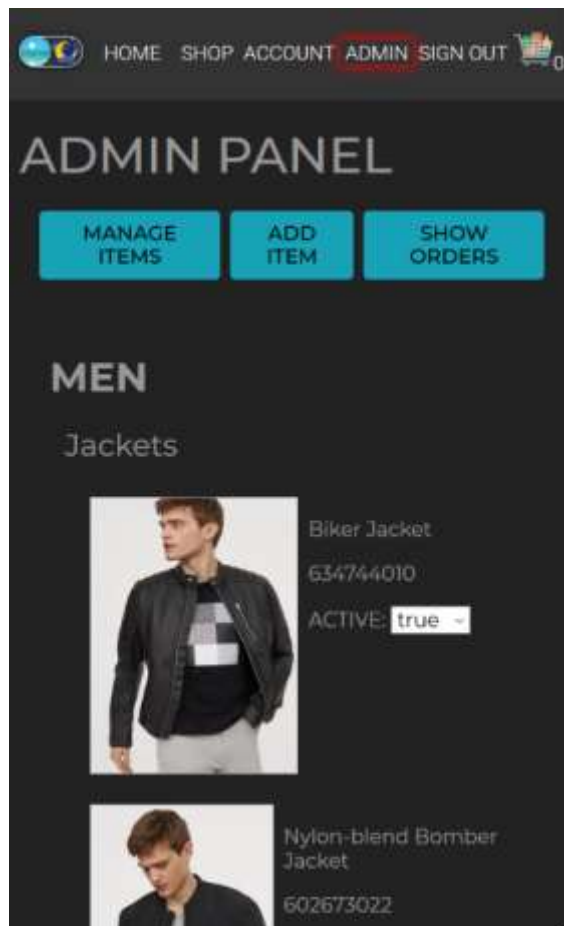 HOME SHOP ACCOUNT ADMIN SIGN OUT 0
ADMIN PANEL
MANAGE
ITEMS
ADD
ITEM
SHOW
ORDERS
MEN
Jackets
Biker Jacket
634744010
ACTIVE: true
Nylon-blend Bomber
Jacket
602673022